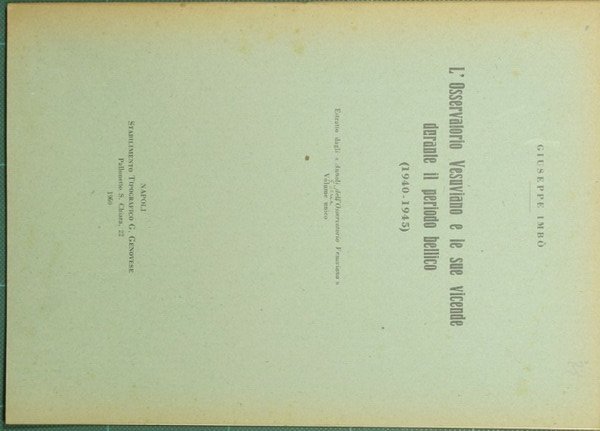 GIUSEPPE IMBÒ
L'Osservatorio Vesuviano e le sue vicende
durante il periodo bellico
(1940-1945)
Estratto dagli « Annali dell'Osservatorio Vesuviano »
Volume unico
NAPOLI
STABILIMENTO TIPOGRAFICO G. GENOVESE
Pallonetto S. Chiara, 22
1960